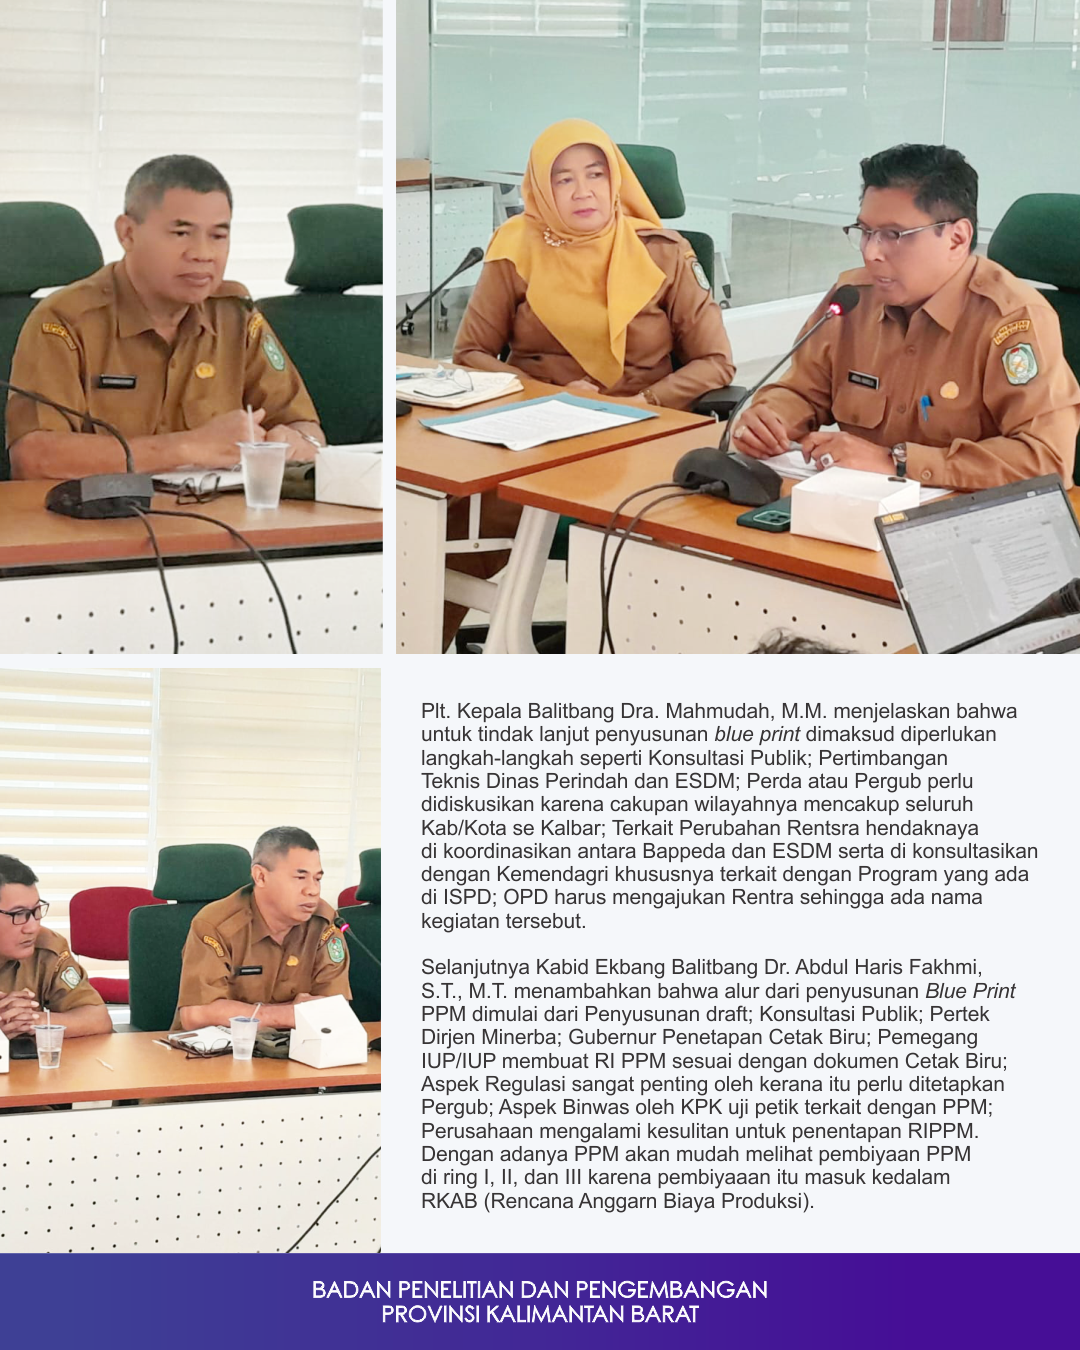 Plt. Kepala Balitbang Dra. Mahmudah, M.M. menjelaskan bahwa
untuk tindak lanjut penyusunan blue print dimaksud diperlukan
langkah-langkah seperti Konsultasi Publik; Pertimbangan
Teknis Dinas Perindah dan ESDM; Perda atau Pergub perlu
didiskusikan karena cakupan wilayahnya mencakup seluruh
Kab/Kota se Kalbar; Terkait Perubahan Rentsra hendaknaya
di koordinasikan antara Bappeda dan ESDM serta di konsultasikan
dengan Kemendagri khususnya terkait dengan Program yang ada
di ISPD; OPD harus mengajukan Rentra sehingga ada nama
kegiatan tersebut.
Selanjutnya Kabid Ekbang Balitbang Dr. Abdul Haris Fakhmi,
S.T., M.T. menambahkan bahwa alur dari penyusunan Blue Print
PPM dimulai dari Penyusunan draft; Konsultasi Publik; Pertek
Dirjen Minerba; Gubernur Penetapan Cetak Biru; Pemegang
IUP/IUP membuat RI PPM sesuai dengan dokumen Cetak Biru;
Aspek Regulasi sangat penting oleh kerana itu perlu ditetapkan
Pergub; Aspek Binwas oleh KPK uji petik terkait dengan PPM;
Perusahaan mengalami kesulitan untuk penentapan RIPPM.
Dengan adanya PPM akan mudah melihat pembiyaan PPM
di ring I, II, dan III karena pembiyaaan itu masuk kedalam
RKAB (Rencana Anggarn Biaya Produksi).
BADAN PENELITIAN DAN PENGEMBANGAN
PROVINSI KALIMANTAN BARAT